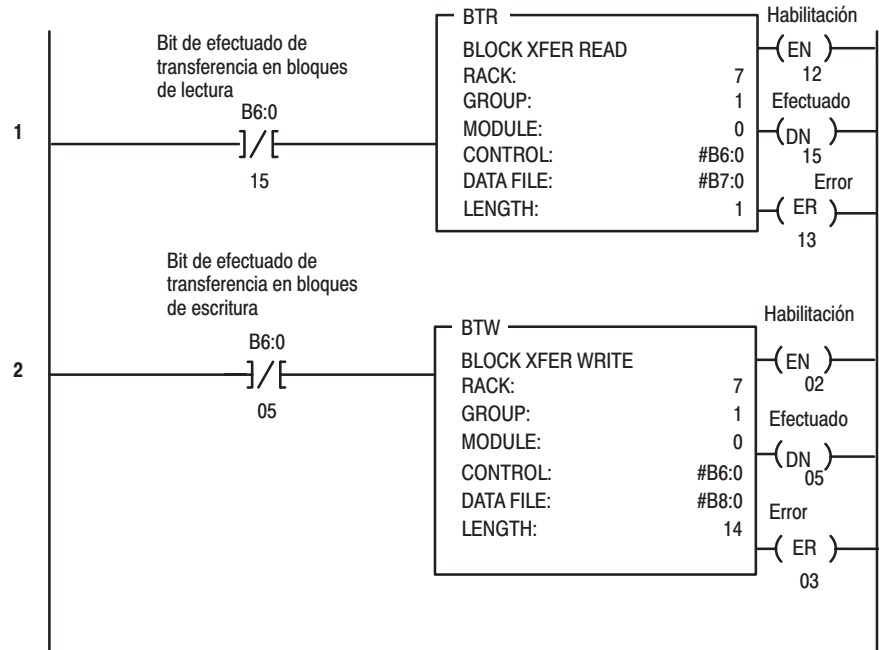 BTR
Habilitación
Bit de efectuado de
transferencia en bloques
de lectura
BLOCK XFER READ
EN
12
RACK: 7
GROUP: 1
Efectuado
B6:0
1
MODULE: 0
DN
15
CONTROL: #B6:0
15
DATA FILE: #B7:0
Error
LENGTH: 1
ER
13
Bit de efectuado de
transferencia en bloques
de escritura
BTW
Habilitación
B6:0
2
BLOCK XFER WRITE
EN
02
RACK: 7
05
GROUP: 1
Efectuado
MODULE: 0
DN
05
CONTROL: #B6:0
DATA FILE: #B8:0
Error
LENGTH: 14
ER
03